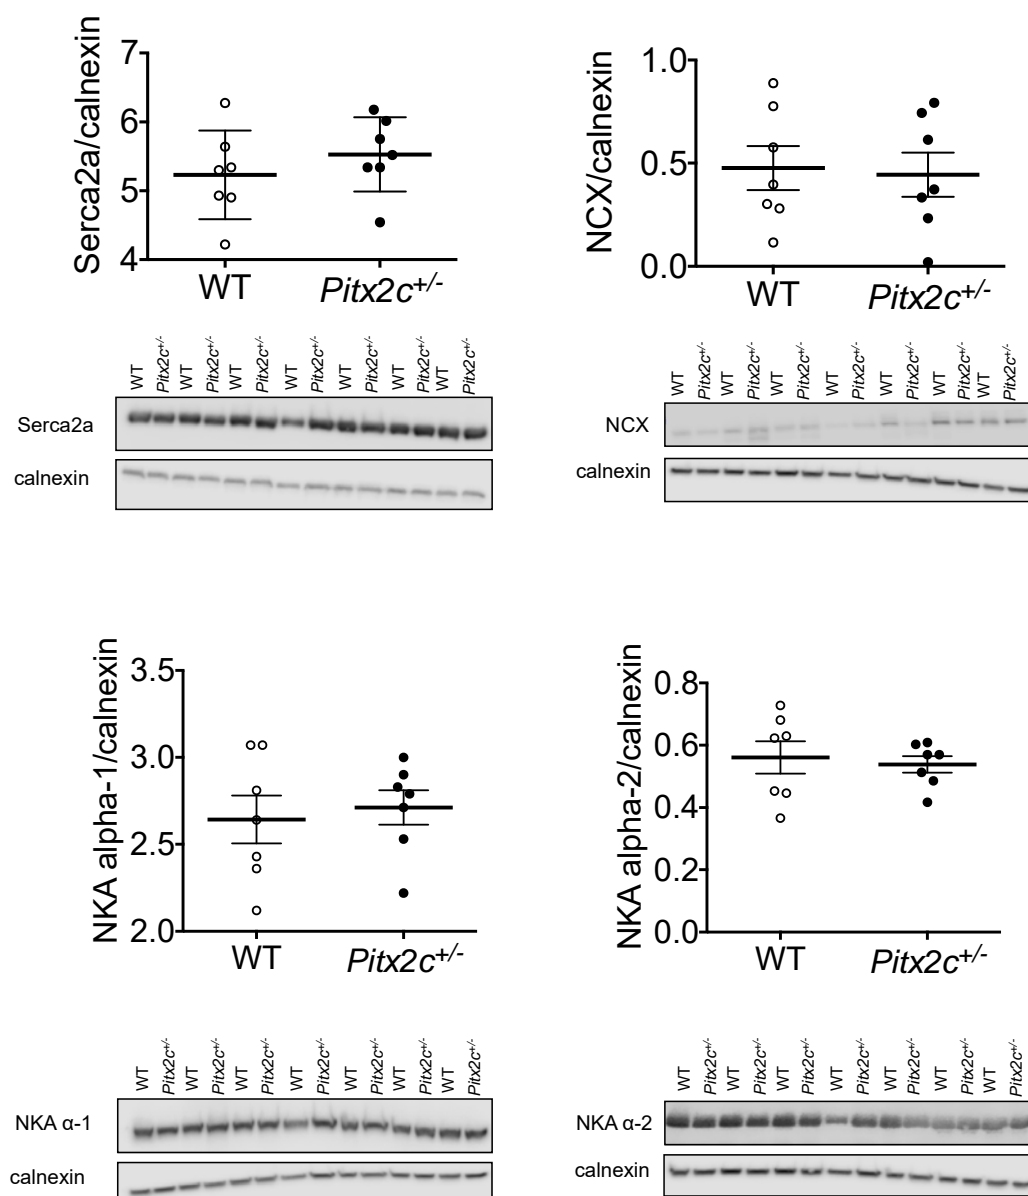 Serca2a/calnexin
7
6
5
4
WT Pitx2c+/-
NCX/calnexin
1.0
0.5
0.0
WT Pitx2c+/-
WT Pitx2c+/- WT Pitx2c+/- WT Pitx2c+/- WT Pitx2c+/- WT Pitx2c+/- WT Pitx2c+/- WT Pitx2c+/-
Serca2a
calnexin
WT Pitx2c+/- WT Pitx2c+/- WT Pitx2c+/- WT Pitx2c+/- WT Pitx2c+/- WT Pitx2c+/- WT Pitx2c+/-
NCX
calnexin
NKA alpha-1/calnexin
3.5
3.0
2.5
2.0
WT Pitx2c+/-
NKA alpha-2/calnexin
0.8
0.6
0.4
0.2
0.0
WT Pitx2c+/-
WT Pitx2c+/- WT Pitx2c+/- WT Pitx2c+/- WT Pitx2c+/- WT Pitx2c+/- WT Pitx2c+/- WT Pitx2c+/-
NKA α-1
calnexin
WT Pitx2c+/- WT Pitx2c+/- WT Pitx2c+/- WT Pitx2c+/- WT Pitx2c+/- WT Pitx2c+/- WT Pitx2c+/-
NKA α-2
calnexin